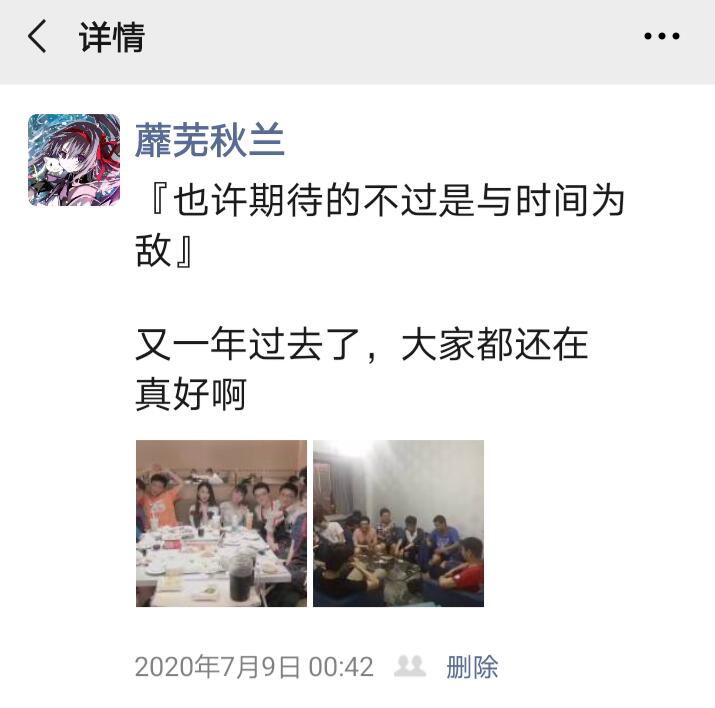 详情
蘼芜秋兰
『也许期待的不过是与时间为
敌』
又一年过去了，大家都还在
真好啊
2020年7月9日 00:42 删除